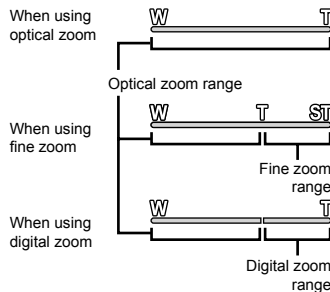 When using
optical zoom
W T
Optical zoom range
When using
fine zoom
W T ST
Fine zoom
range
When using
digital zoom
W T
Digital zoom
range